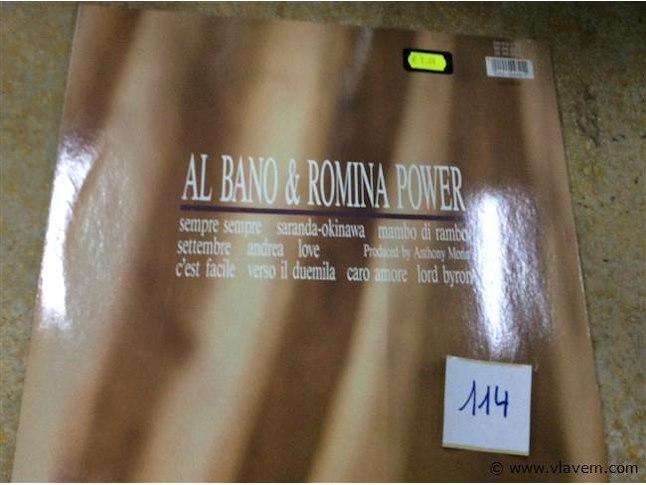 AL BANO & ROMINA POWER
sempre sempre saranda-okinawa mambo di rambo
settembre andrea love Produced by Anthony
c'est facile verso il duemila caro amore lord byron
114
© www.vlavem.com